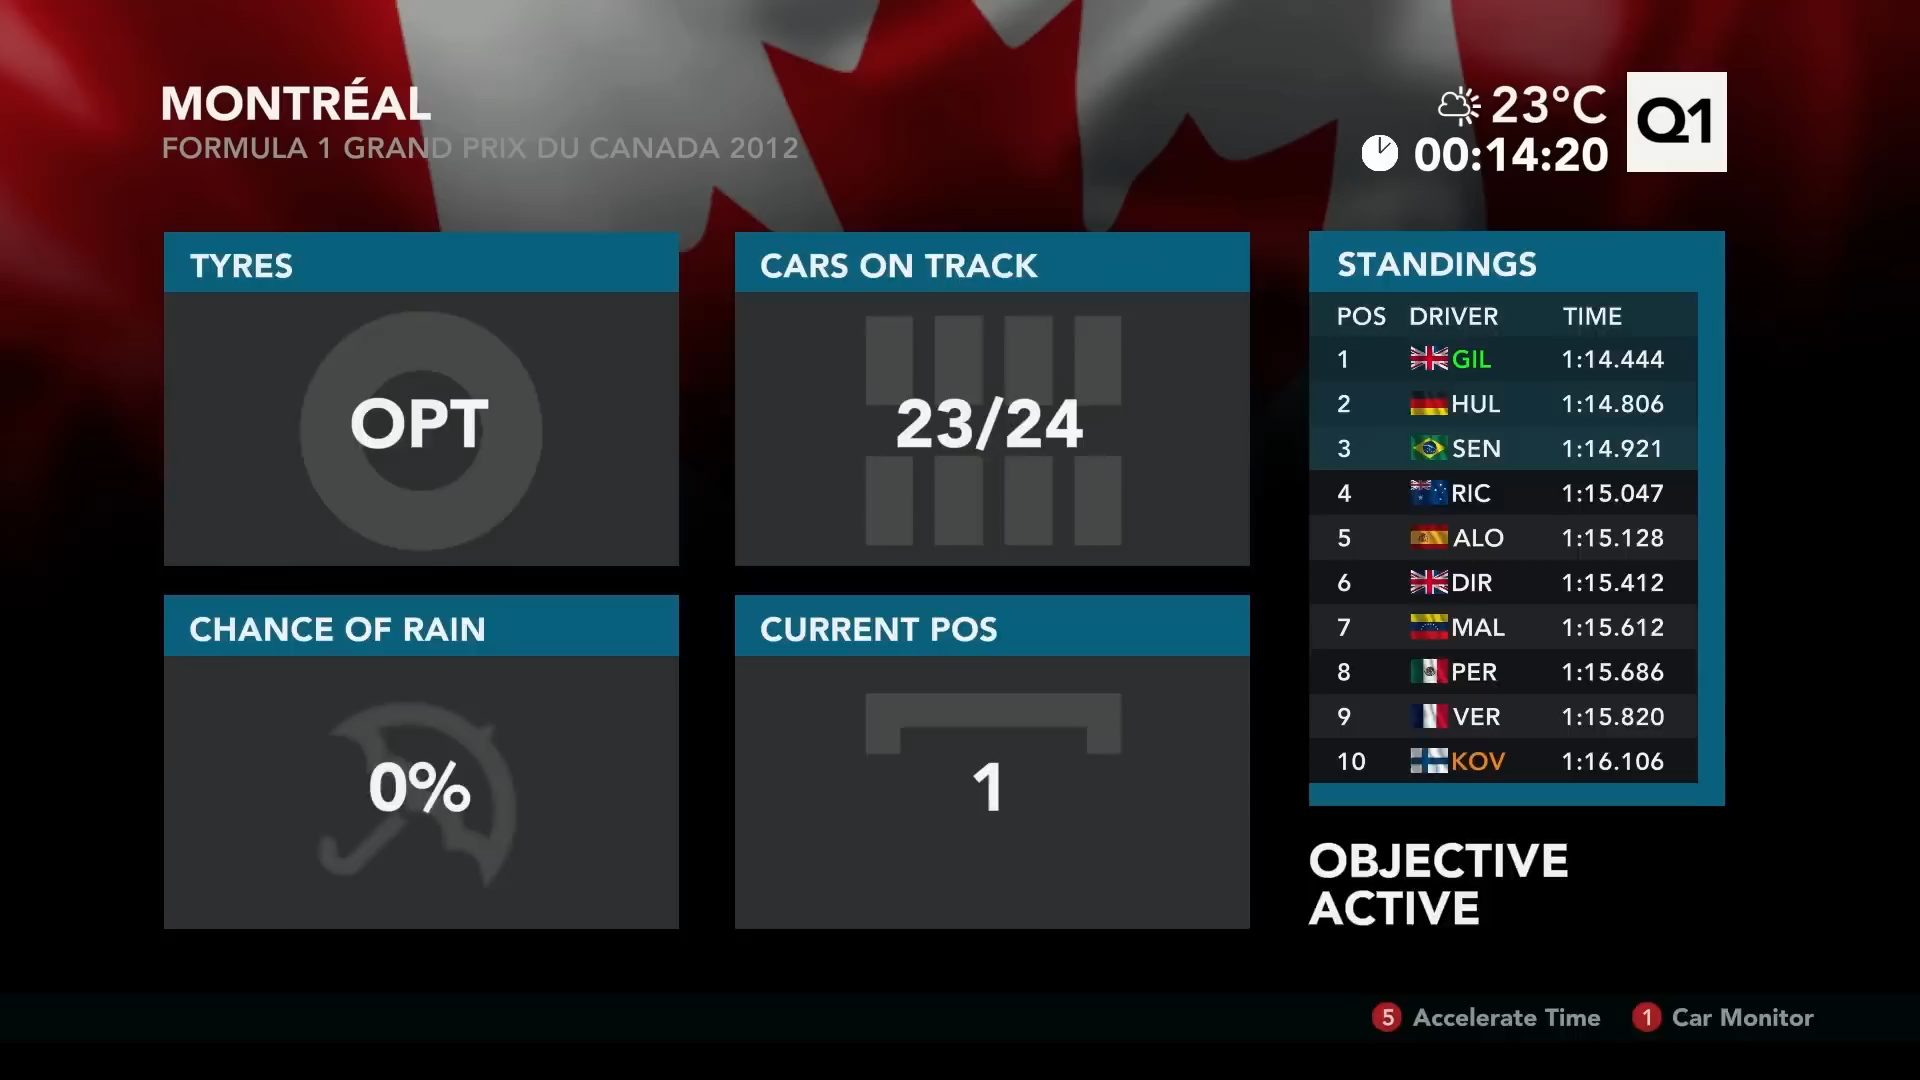 MONTRÉAL
FORMULA 1 GRAND PRIX DU CANADA 2012
23°C
00:14:20
Q1
TYRES
OPT
CARS ON TRACK
23/24
CHANCE OF RAIN
0%
CURRENT POS
1
STANDINGS
POS DRIVER TIME
1 GIL 1:14.444
2 HUL 1:14.806
3 SEN 1:14.921
4 RIC 1:15.047
5 ALO 1:15.128
6 DIR 1:15.412
7 MAL 1:15.612
8 PER 1:15.686
9 VER 1:15.820
10 KOV 1:16.106
OBJECTIVE
ACTIVE
5 Accelerate Time 1 Car Monitor